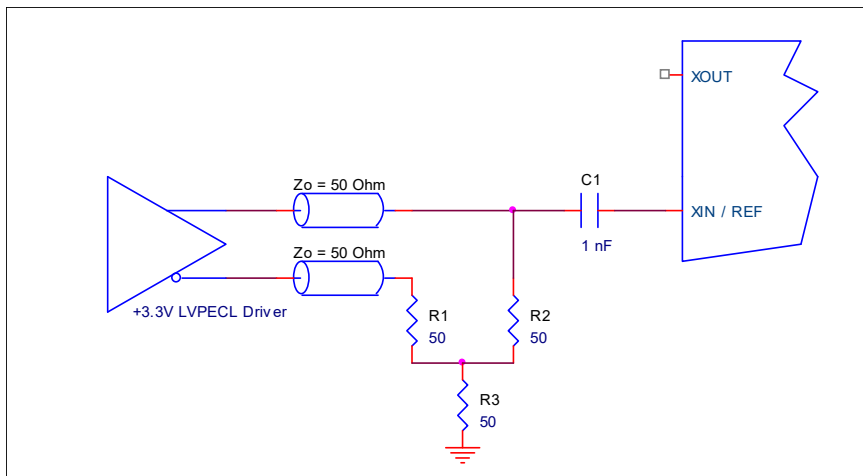 XOUT
Zo = 50 Ohm
C1
XIN / REF
1 nF
Zo = 50 Ohm
+3.3V LVPECL Driver
R1
50
R2
50
R3
50